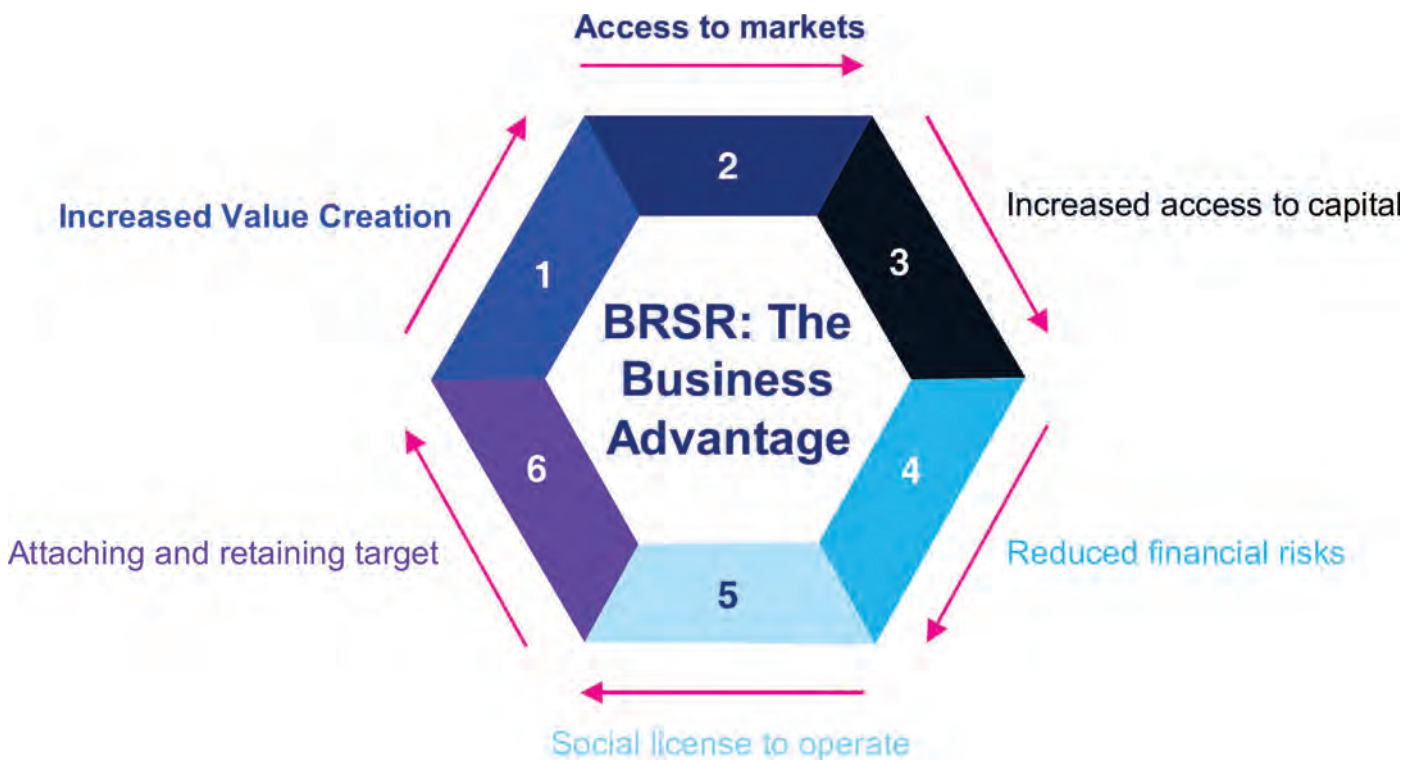 Access to markets
2
Increased Value Creation
Increased access to capital
1
3
BRSR: The
Business
Advantage
6
4
Attaching and retaining target
Reduced financial risks
5
Social license to operate